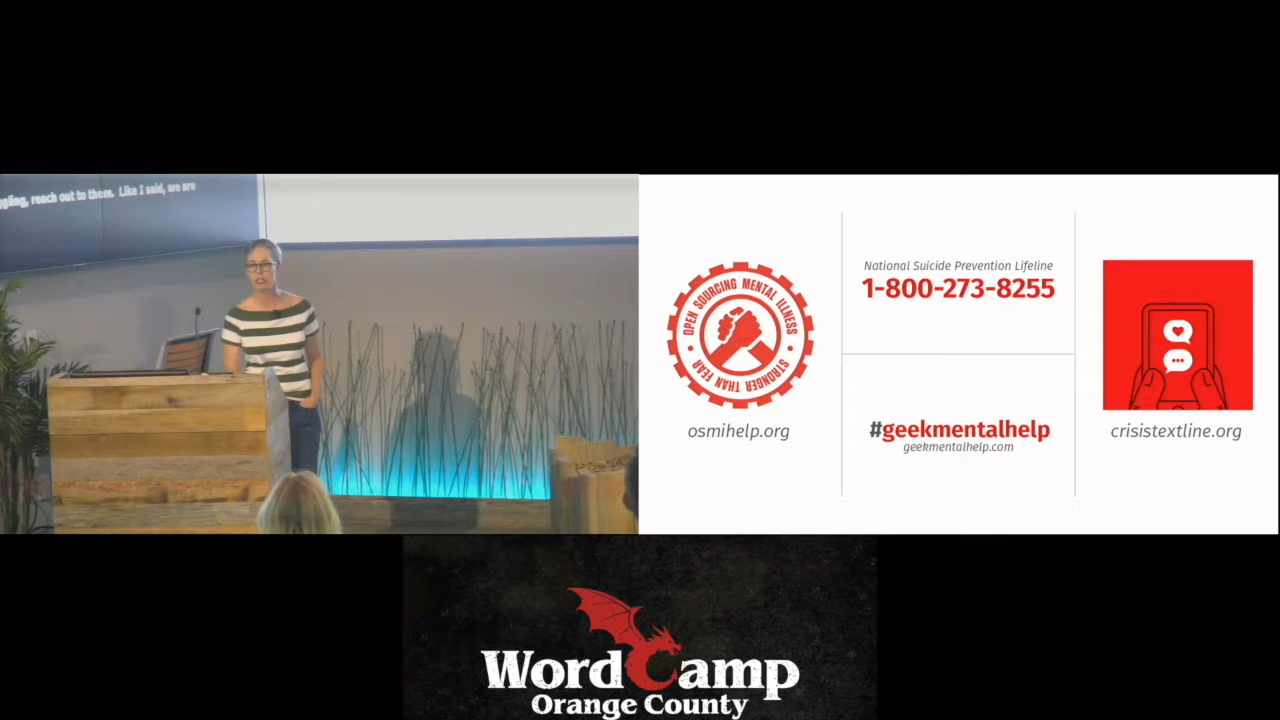 reach out to them. Like I said, we are
OPEN SOURCING MENTAL ILLNESS
STRONGER THAN FEAR
osmihelp.org
National Suicide Prevention Lifeline
1-800-273-8255
#geekmentalhelp
geekmentalhelp.com
crisistextline.org
WordCamp
Orange County